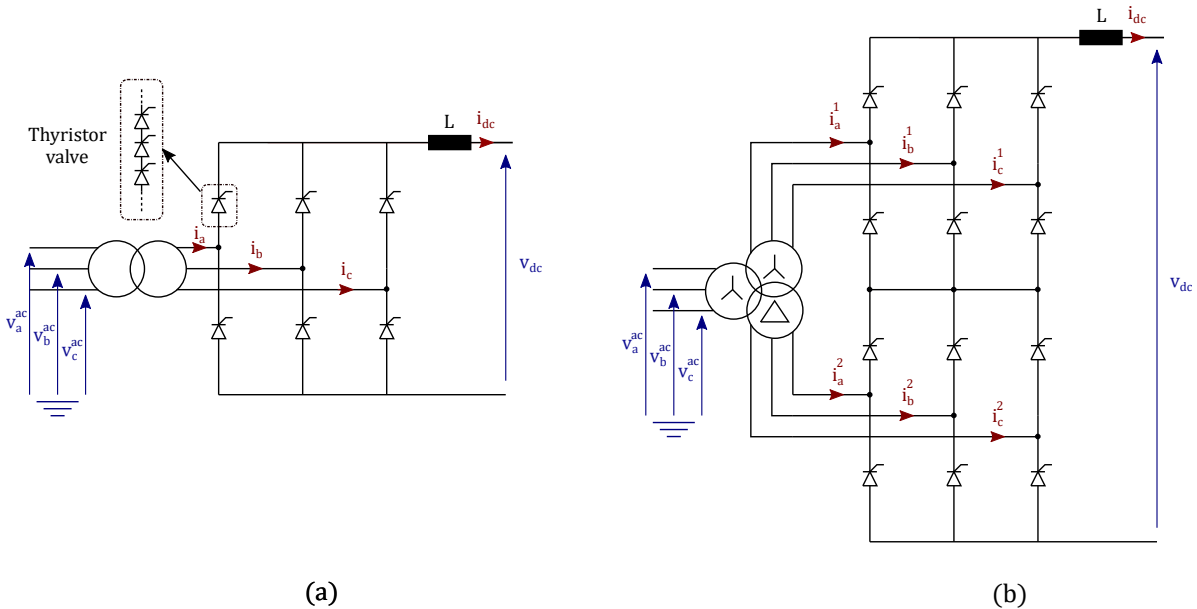 Thyristor
valve
L
i_dc
i_a
i_b
i_c
v_dc
v_a^ac
v_b^ac
v_c^ac
(a)
L
i_dc
i_a^1
i_b^1
i_c^1
v_dc
v_a^ac
v_b^ac
v_c^ac
i_a^2
i_b^2
i_c^2
(b)